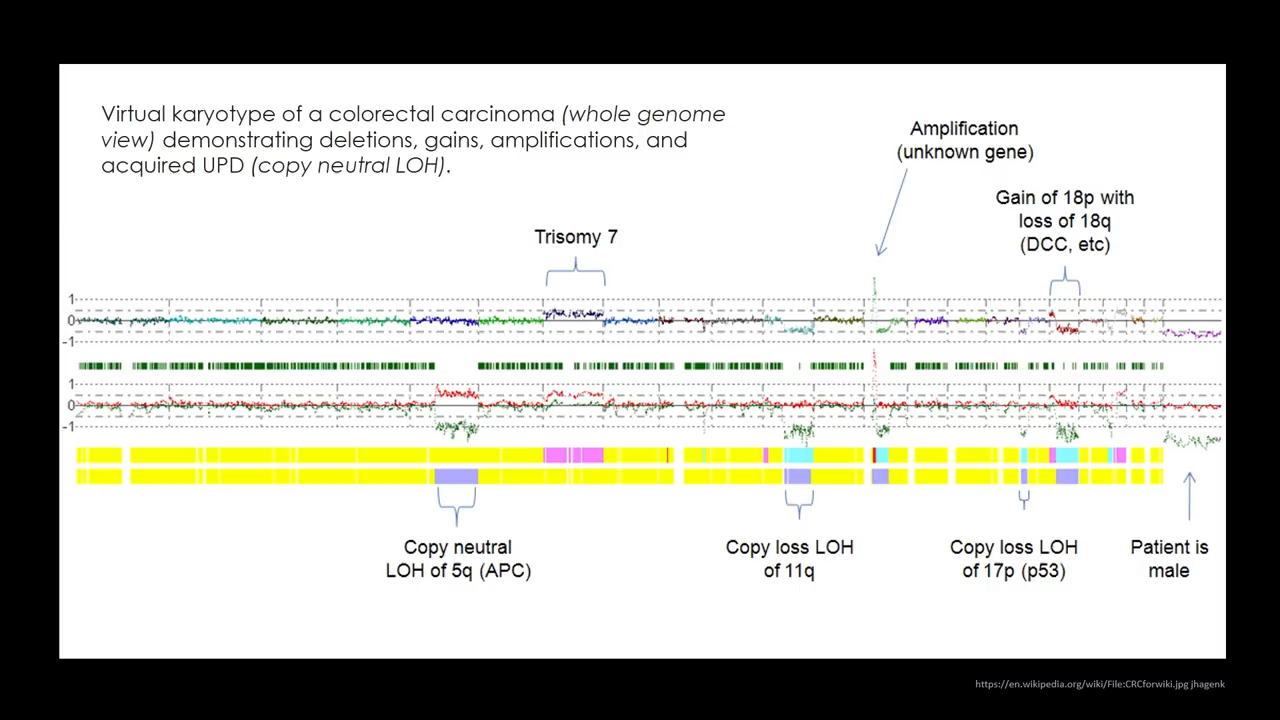 Virtual karyotype of a colorectal carcinoma (whole genome
view) demonstrating deletions, gains, amplifications, and
acquired UPD (copy neutral LOH).
Amplification
(unknown gene)
Gain of 18p with
loss of 18q
(DCC, etc)
Trisomy 7
1
0
-1
1
0
-1
Copy neutral
LOH of 5q (APC)
Copy loss LOH
of 11q
Copy loss LOH
of 17p (p53)
Patient is
male
https://en.wikipedia.org/wiki/File:CRCforwiki.jpg jhagenk